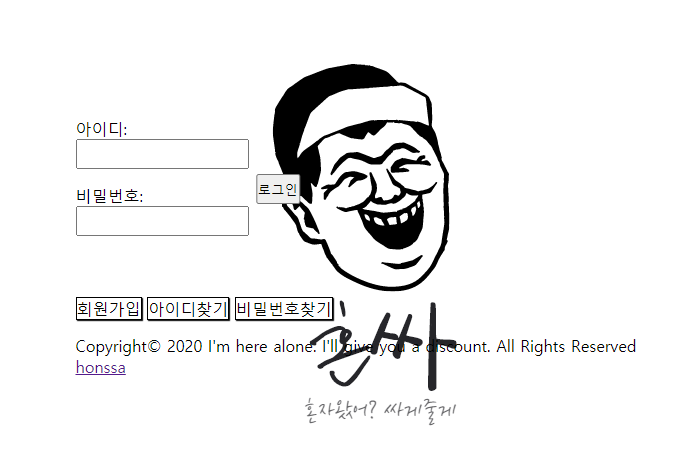 아이디:
비밀번호:
로그인
회원가입 아이디찾기 비밀번호찾기
혼싸
Copyright© 2020 I'm here alone. I'll give you a discount. All Rights Reserved
honssa
혼자왔어? 싸게줄게